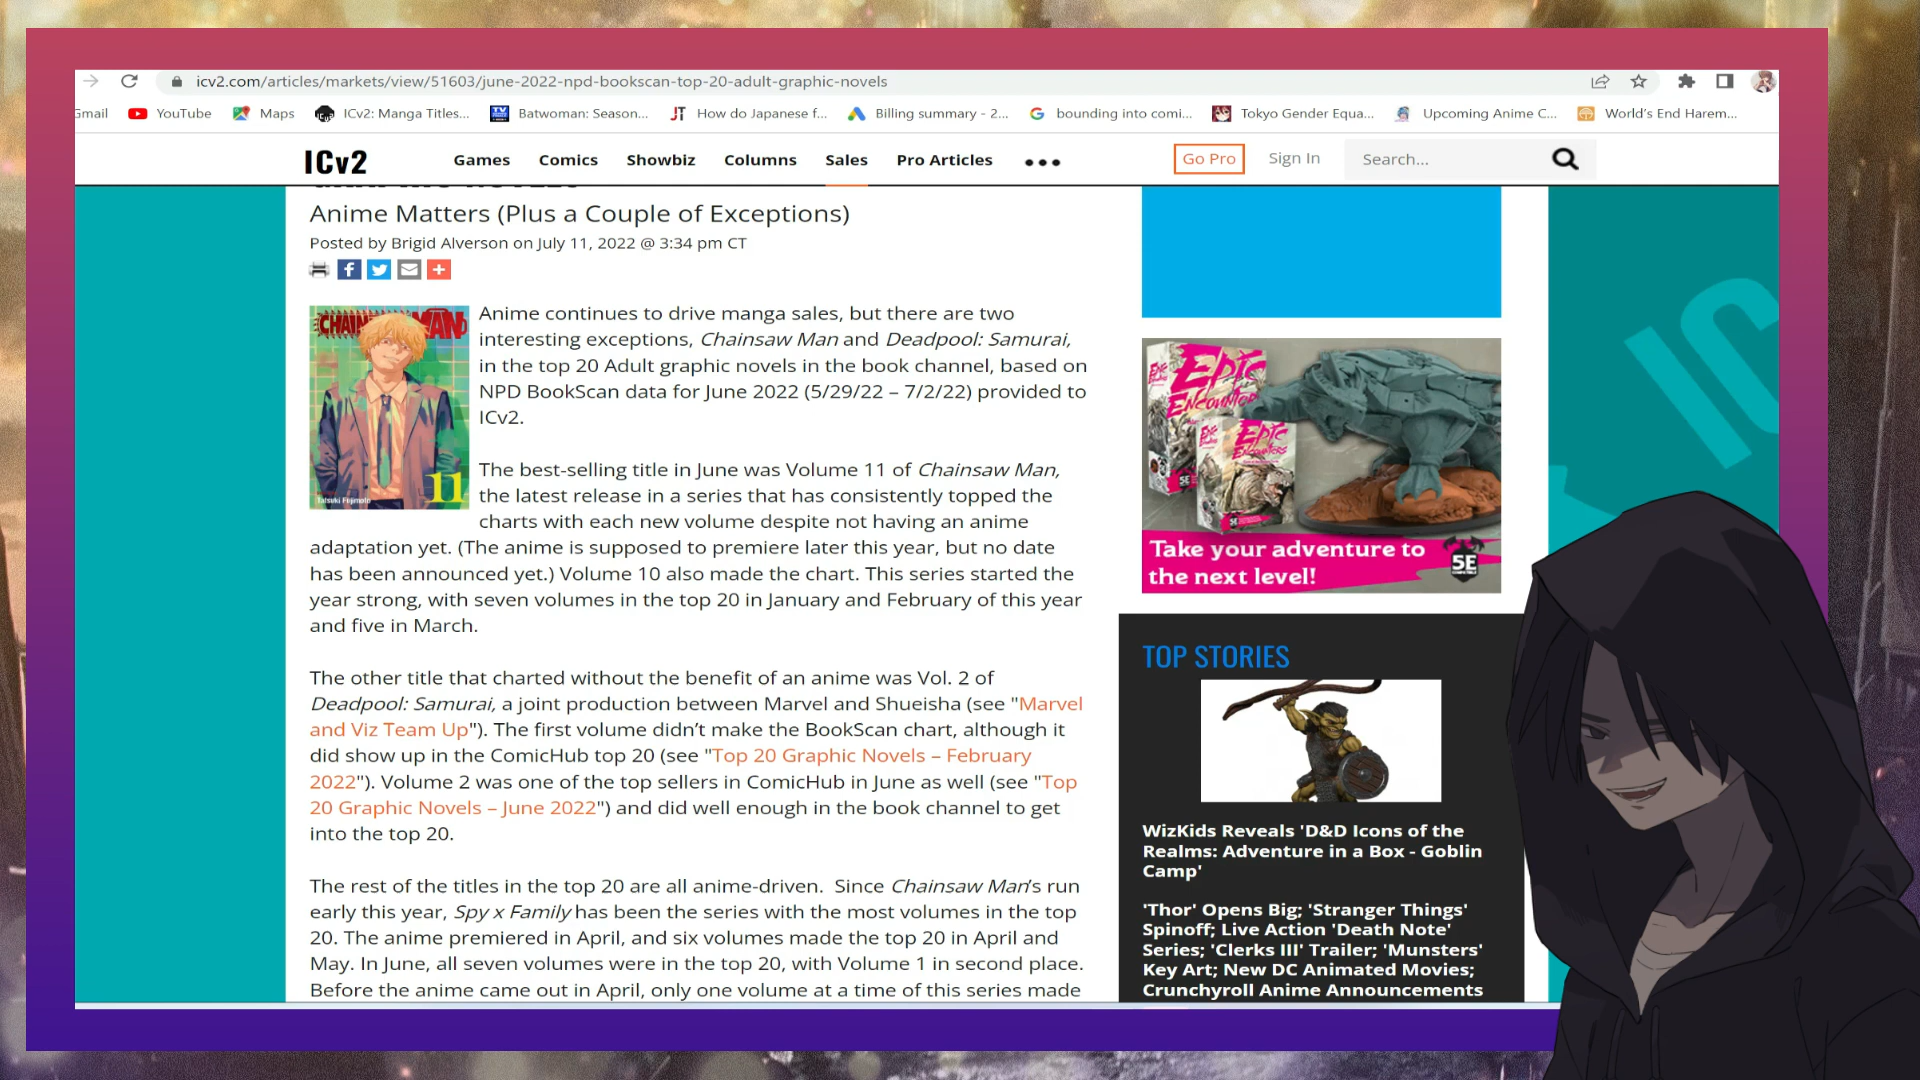 icv2.com/articles/markets/view/51603/june-2022-npd-bookscan-top-20-adult-graphic-novels
Gmail YouTube Maps ICv2: Manga Titles... Batwoman: Season... How do Japanese f... Billing summary - 2... bounding into comi... Tokyo Gender Equa... Upcoming Anime C... World's End Harem...
ICv2 Games Comics Showbiz Columns Sales Pro Articles Go Pro Sign In Search...
Anime Matters (Plus a Couple of Exceptions)
Posted by Brigid Alverson on July 11, 2022 @ 3:34 pm CT
CHAINSAW MAN
11
Tatsuki Fujimoto
Anime continues to drive manga sales, but there are two
interesting exceptions, Chainsaw Man and Deadpool: Samurai,
in the top 20 Adult graphic novels in the book channel, based on
NPD BookScan data for June 2022 (5/29/22 – 7/2/22) provided to
ICv2.
The best-selling title in June was Volume 11 of Chainsaw Man,
the latest release in a series that has consistently topped the
charts with each new volume despite not having an anime
adaptation yet. (The anime is supposed to premiere later this year, but no date
has been announced yet.) Volume 10 also made the chart. This series started the
year strong, with seven volumes in the top 20 in January and February of this year
and five in March.
The other title that charted without the benefit of an anime was Vol. 2 of
Deadpool: Samurai, a joint production between Marvel and Shueisha (see "Marvel
and Viz Team Up"). The first volume didn't make the BookScan chart, although it
did show up in the ComicHub top 20 (see "Top 20 Graphic Novels – February
2022"). Volume 2 was one of the top sellers in ComicHub in June as well (see "Top
20 Graphic Novels – June 2022") and did well enough in the book channel to get
into the top 20.
The rest of the titles in the top 20 are all anime-driven. Since Chainsaw Man's run
early this year, Spy x Family has been the series with the most volumes in the top
20. The anime premiered in April, and six volumes made the top 20 in April and
May. In June, all seven volumes were in the top 20, with Volume 1 in second place.
Before the anime came out in April, only one volume at a time of this series made
Epic
Encounters
Epic
Encounters
5E
Take your adventure to
the next level!
5E
IC
TOP STORIES
WizKids Reveals 'D&D Icons of the
Realms: Adventure in a Box - Goblin
Camp'
'Thor' Opens Big; 'Stranger Things'
Spinoff; Live Action 'Death Note'
Series; 'Clerks III' Trailer; 'Munsters'
Key Art; New DC Animated Movies;
Crunchyroll Anime Announcements